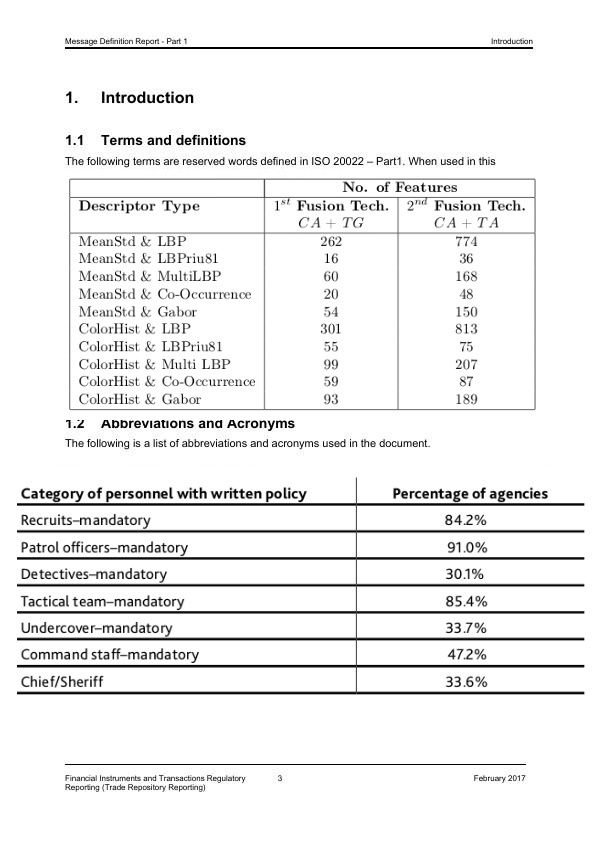 Message Definition Report - Part 1 Introduction
1. Introduction
1.1 Terms and definitions
The following terms are reserved words defined in ISO 20022 – Part1. When used in this
No. of Features
Descriptor Type 1st Fusion Tech. 2nd Fusion Tech.
CA + TG CA + TA
MeanStd & LBP 262 774
MeanStd & LBPriu81 16 36
MeanStd & MultiLBP 60 168
MeanStd & Co-Occurrence 20 48
MeanStd & Gabor 54 150
ColorHist & LBP 301 813
ColorHist & LBPriu81 55 75
ColorHist & Multi LBP 99 207
ColorHist & Co-Occurrence 59 87
ColorHist & Gabor 93 189
1.2 Abbreviations and Acronyms
The following is a list of abbreviations and acronyms used in the document.
Category of personnel with written policy Percentage of agencies
Recruits–mandatory 84.2%
Patrol officers–mandatory 91.0%
Detectives–mandatory 30.1%
Tactical team–mandatory 85.4%
Undercover–mandatory 33.7%
Command staff–mandatory 47.2%
Chief/Sheriff 33.6%
Financial Instruments and Transactions Regulatory 3 February 2017
Reporting (Trade Repository Reporting)